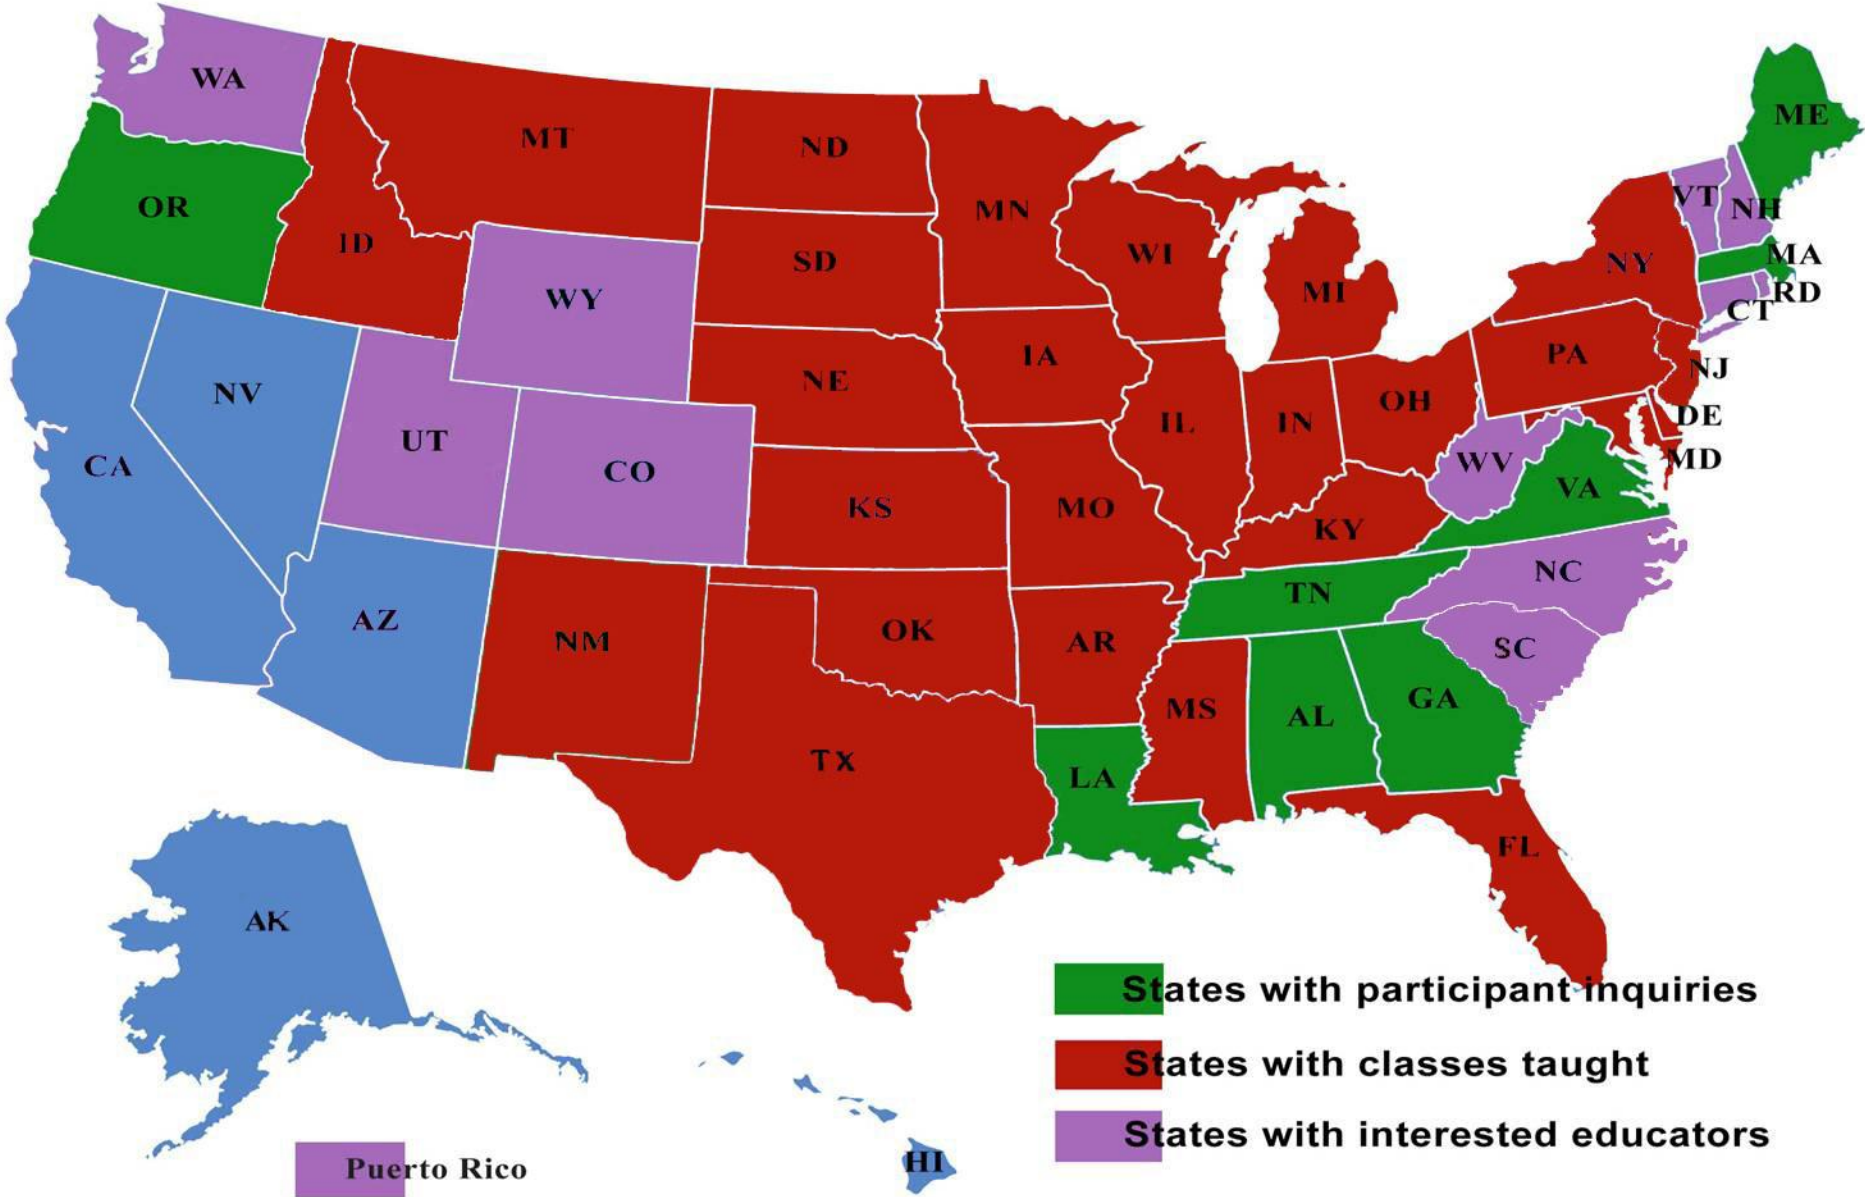 WA
MT
ND
ME
OR
ID
MN
VT
NH
WI
SD
NY
MA
WY
MI
RD
CT
IA
PA
NJ
NE
NV
OH
DE
UT
IL
IN
CO
CA
WV
MD
VA
KS
MO
KY
NC
TN
AZ
NM
OK
AR
SC
MS
AL
GA
TX
LA
FL
AK
HI
States with participant inquiries
States with classes taught
States with interested educators
Puerto Rico